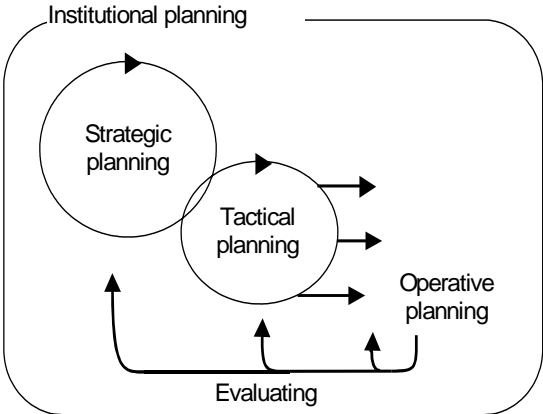 Institutional planning
Strategic
planning
Tactical
planning
Operative
planning
Evaluating